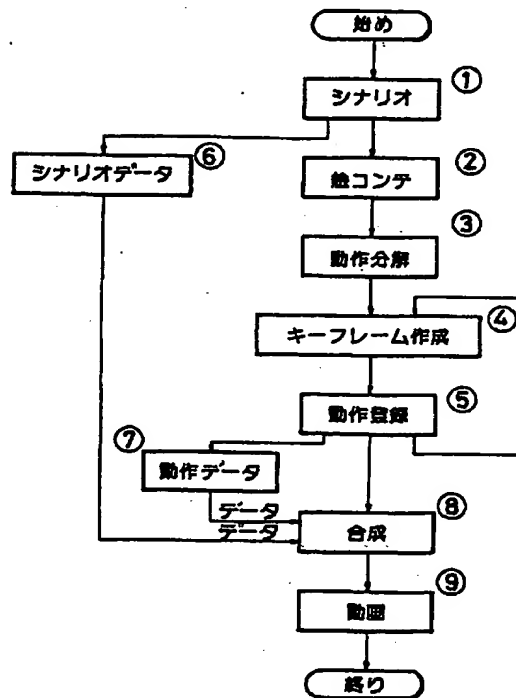 始め
①
シナリオ
⑥
シナリオデータ
②
絵コンテ
③
動作分解
④
キーフレーム作成
⑤
動作登録
⑦
動作データ
データ
データ
⑧
合成
⑨
動画
終り